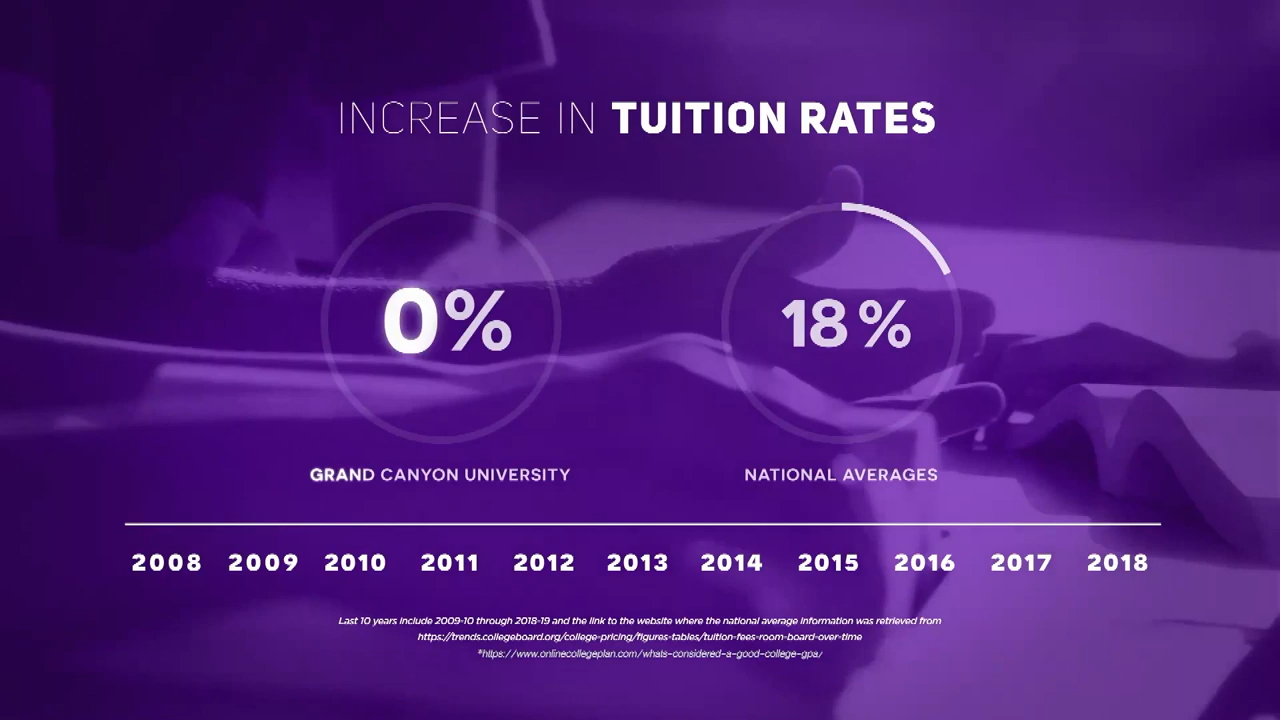 INCREASE IN TUITION RATES
0%
18%
GRAND CANYON UNIVERSITY
NATIONAL AVERAGES
2008 2009 2010 2011 2012 2013 2014 2015 2016 2017 2018
Last 10 years include 2009-10 through 2018-19 and the link to the website where the national average information was retrieved from
https://trends.collegeboard.org/college-pricing/figures-tables/tuition-fees-room-board-over-time
*https://www.onlinecollegeplan.com/whats-considered-a-good-college-gpa/